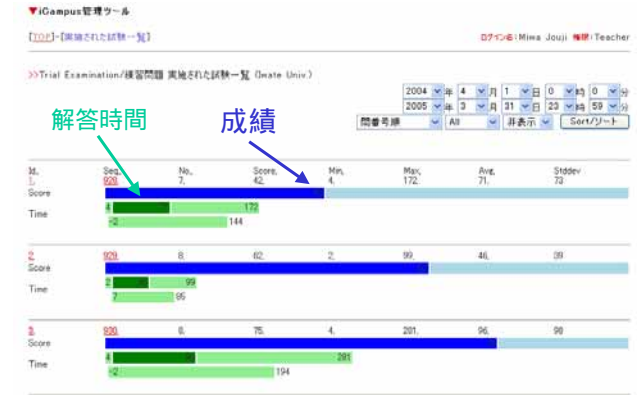 ▼iCampus管理ツール
[TOP]-[実施された試験一覧]
ログイン名:Miwa Jouji 権限:Teacher
>>Trial Examination/練習問題 実施された試験一覧 (Iwate Univ.)
2004 年 4 月 1 日 0 時 0 分
2005 年 3 月 31 日 23 時 59 分
問番号順 All 非表示 Sort/ソート
解答時間 成績
Id, Seq, No., Score, Min, Max, Avg, Stddev
1, 928, 7, 42, 4, 172, 71, 73
Score
Time 4 172
-2 144
2, 929, 8, 62, 2, 99, 46, 39
Score
Time 2 99
7 85
3, 930, 75, 4, 281, 96, 98
Score
Time 4 281
-2 194